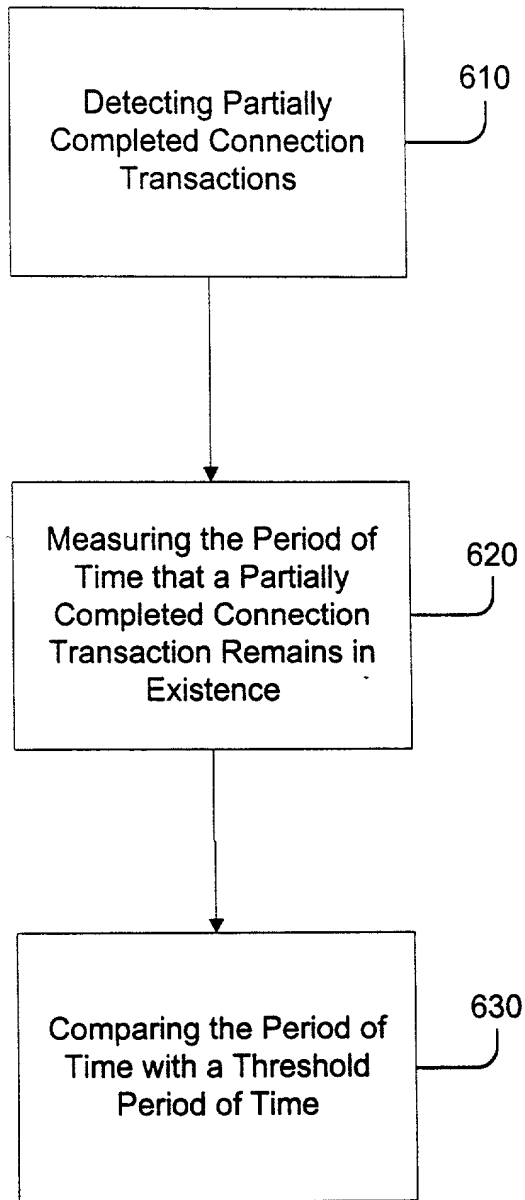 Detecting Partially
Completed Connection
Transactions
610
Measuring the Period of
Time that a Partially
Completed Connection
Transaction Remains in
Existence
620
Comparing the Period of
Time with a Threshold
Period of Time
630